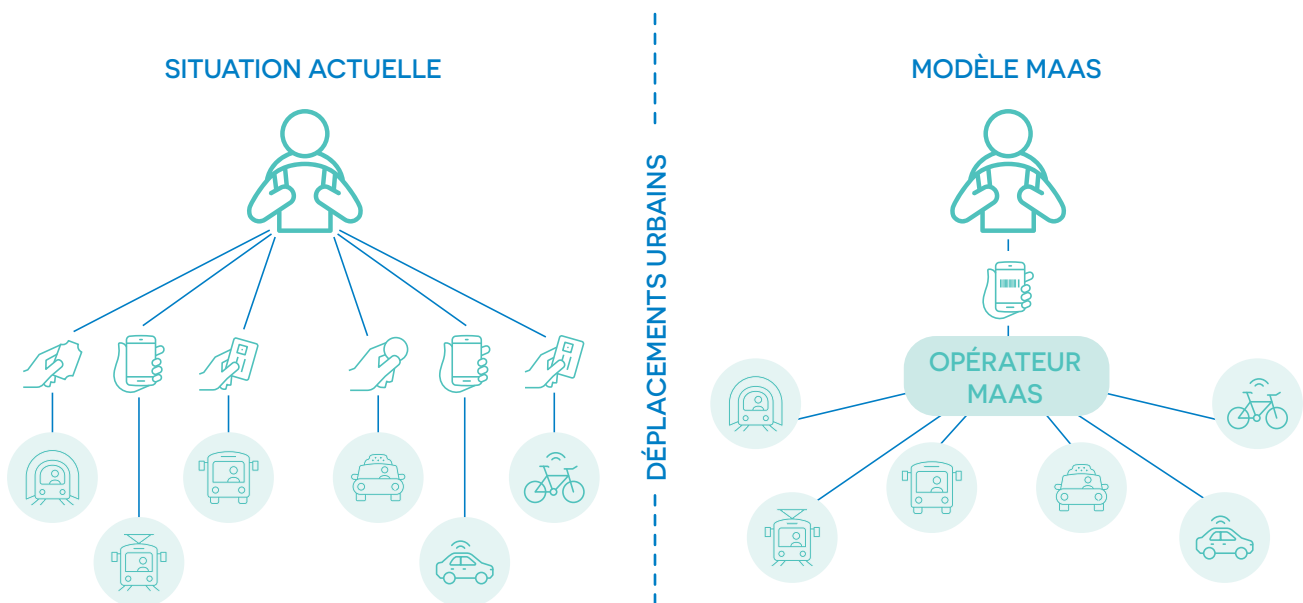 SITUATION ACTUELLE
DÉPLACEMENTS URBAINS
MODÈLE MAAS
OPÉRATEUR
MAAS